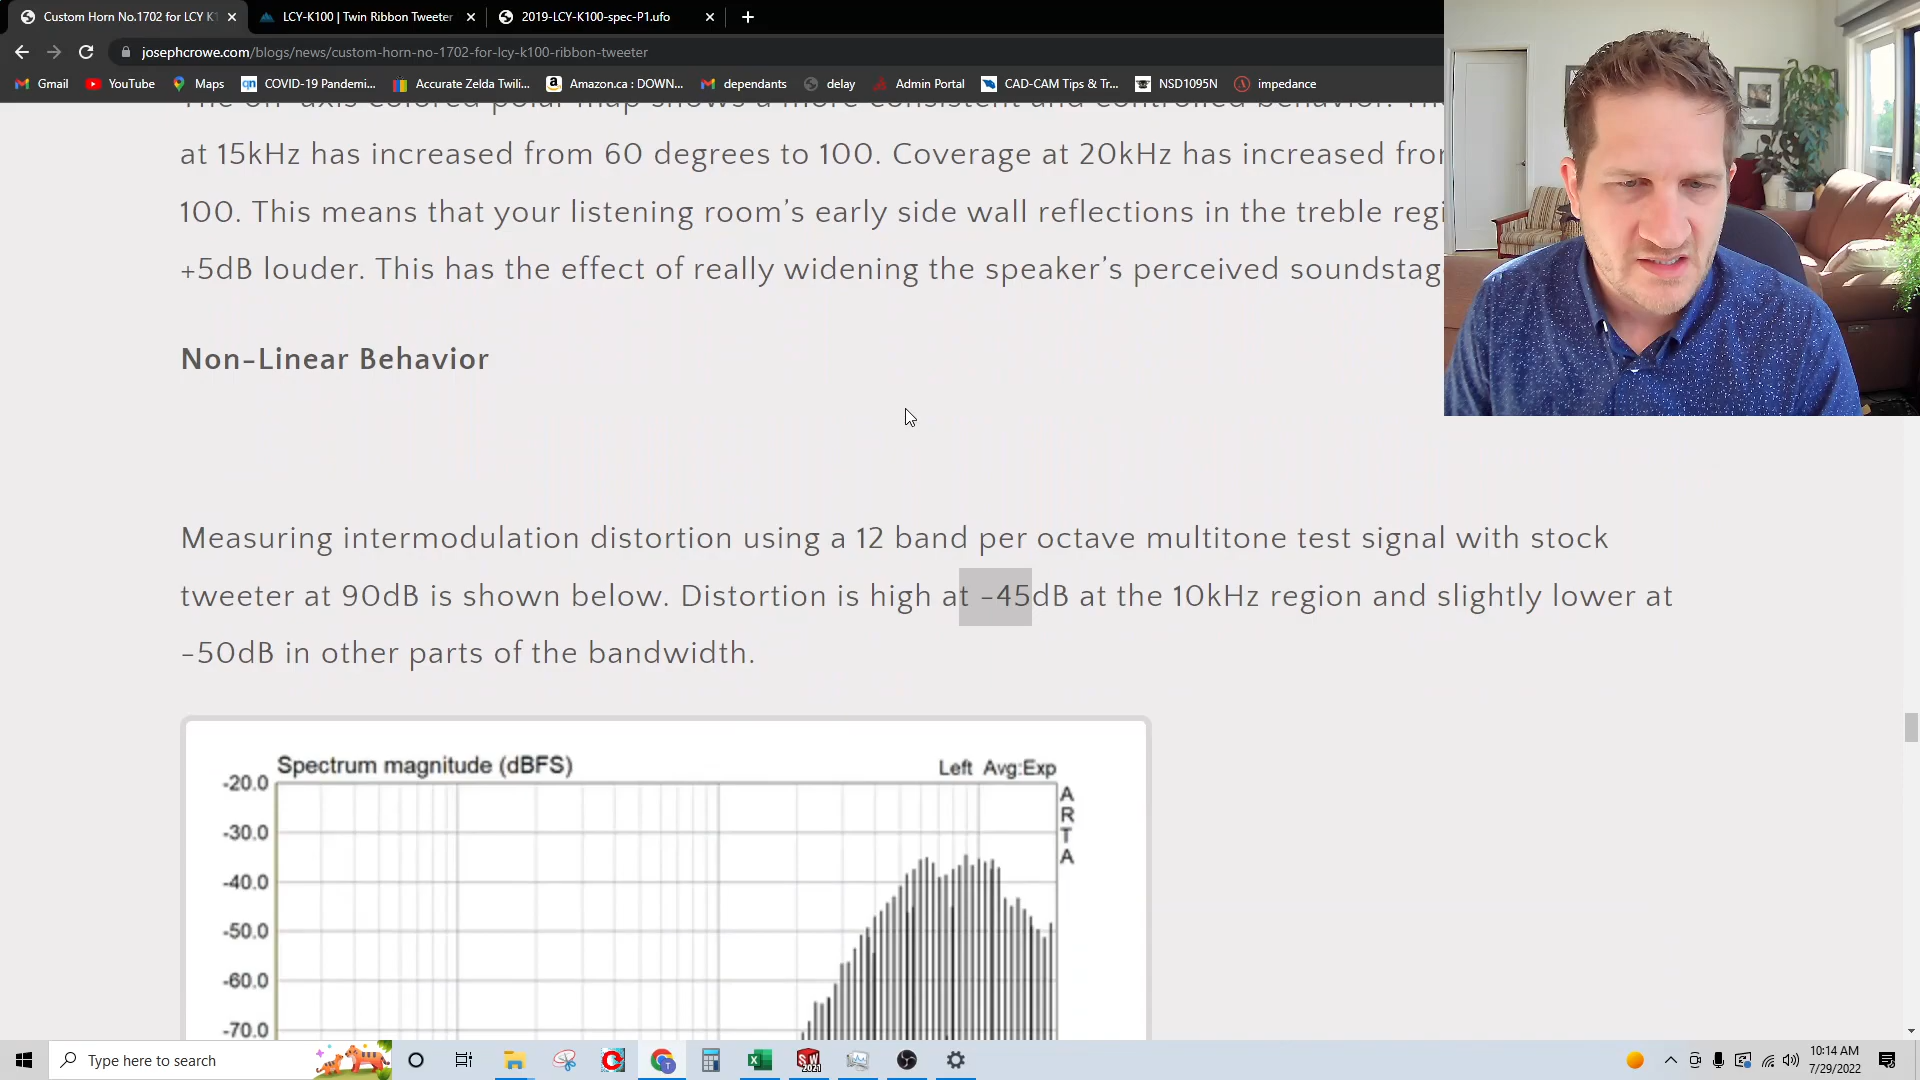 Custom Horn No.1702 for LCY K1
LCY-K100 | Twin Ribbon Tweeter
2019-LCY-K100-spec-P1.ufo
josephcrowe.com/blogs/news/custom-horn-no-1702-for-lcy-k100-ribbon-tweeter
Gmail YouTube Maps COVID-19 Pandemi... Accurate Zelda Twili... Amazon.ca : DOWN... dependants delay Admin Portal CAD-CAM Tips & Tr... NSD1095N impedance
at 15kHz has increased from 60 degrees to 100. Coverage at 20kHz has increased from
100. This means that your listening room's early side wall reflections in the treble regi
+5dB louder. This has the effect of really widening the speaker's perceived soundstag
Non-Linear Behavior
Measuring intermodulation distortion using a 12 band per octave multitone test signal with stock
tweeter at 90dB is shown below. Distortion is high at -45dB at the 10kHz region and slightly lower at
-50dB in other parts of the bandwidth.
Spectrum magnitude (dBFS)
Left Avg:Exp
-20.0
-30.0
-40.0
-50.0
-60.0
-70.0
A
R
T
A
Type here to search
10:14 AM
7/29/2022